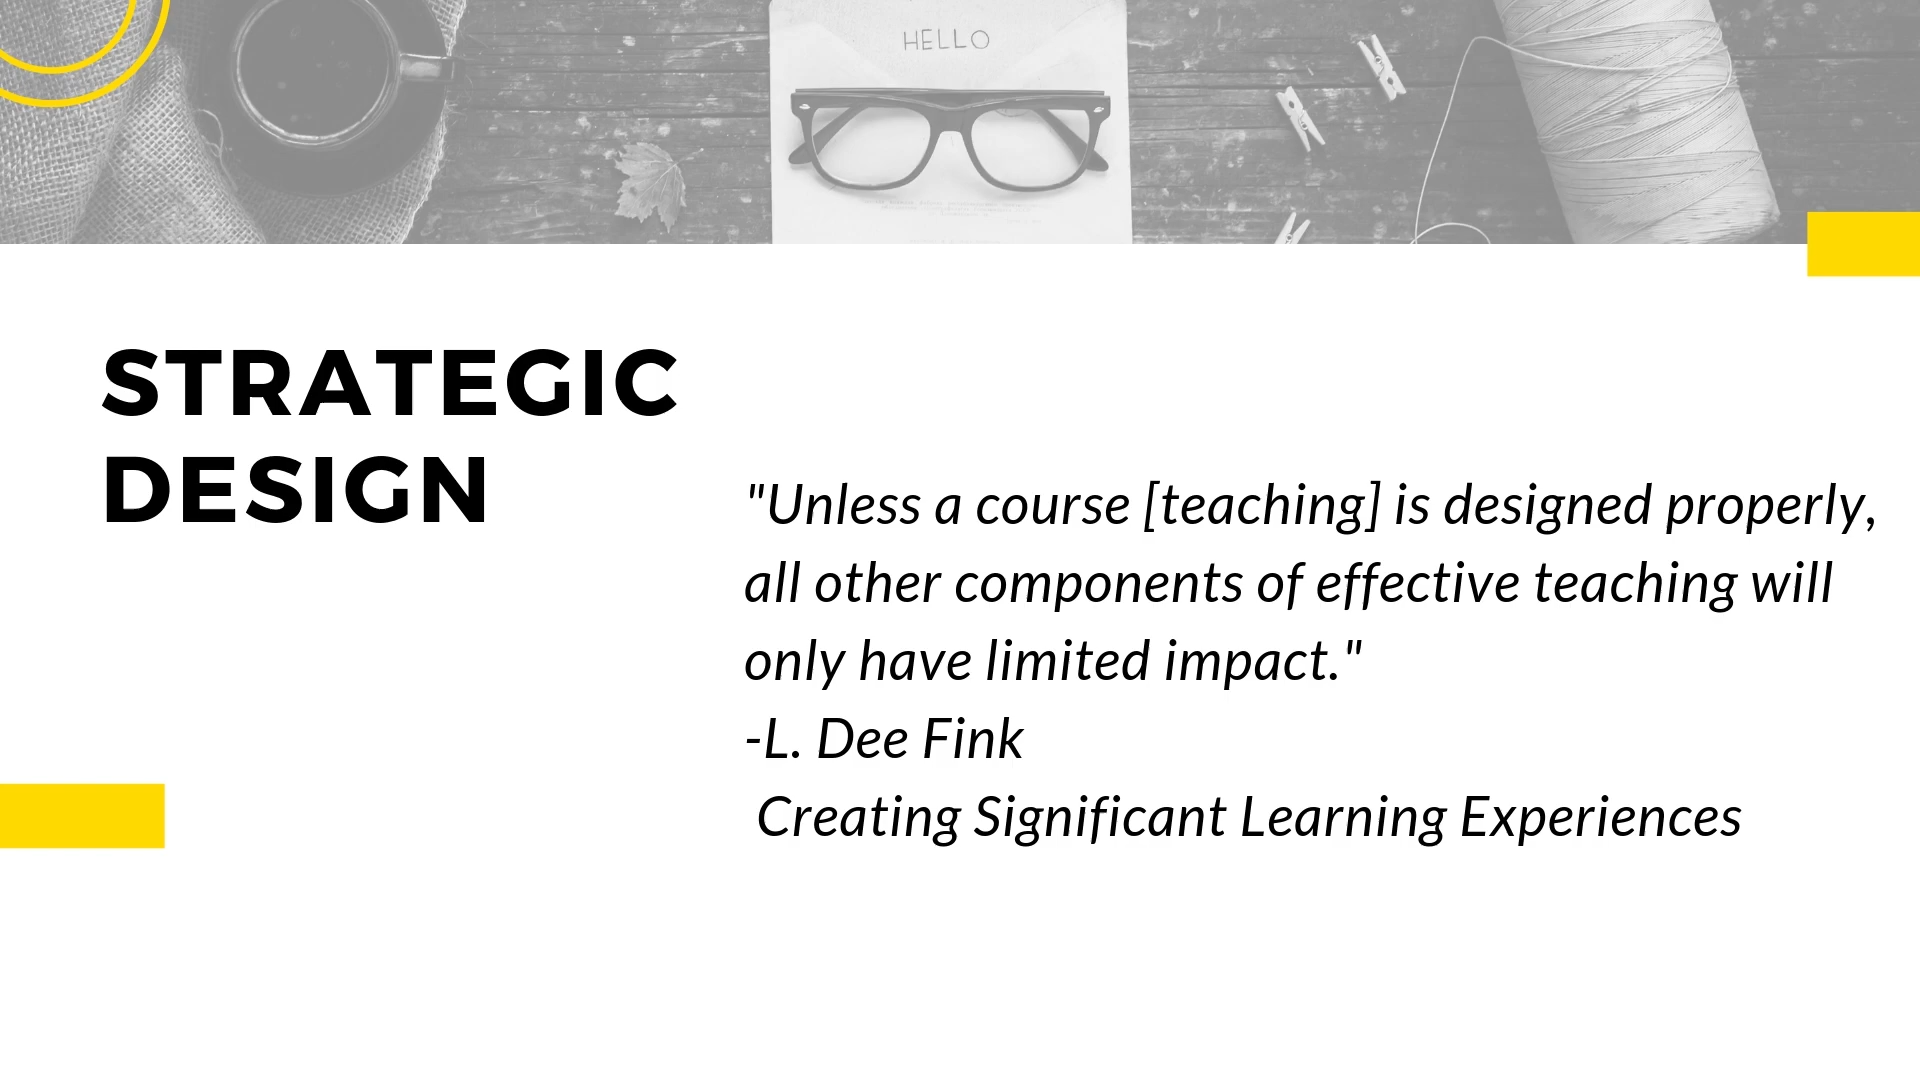 HELLO
STRATEGIC
DESIGN
"Unless a course [teaching] is designed properly,
all other components of effective teaching will
only have limited impact."
-L. Dee Fink
Creating Significant Learning Experiences